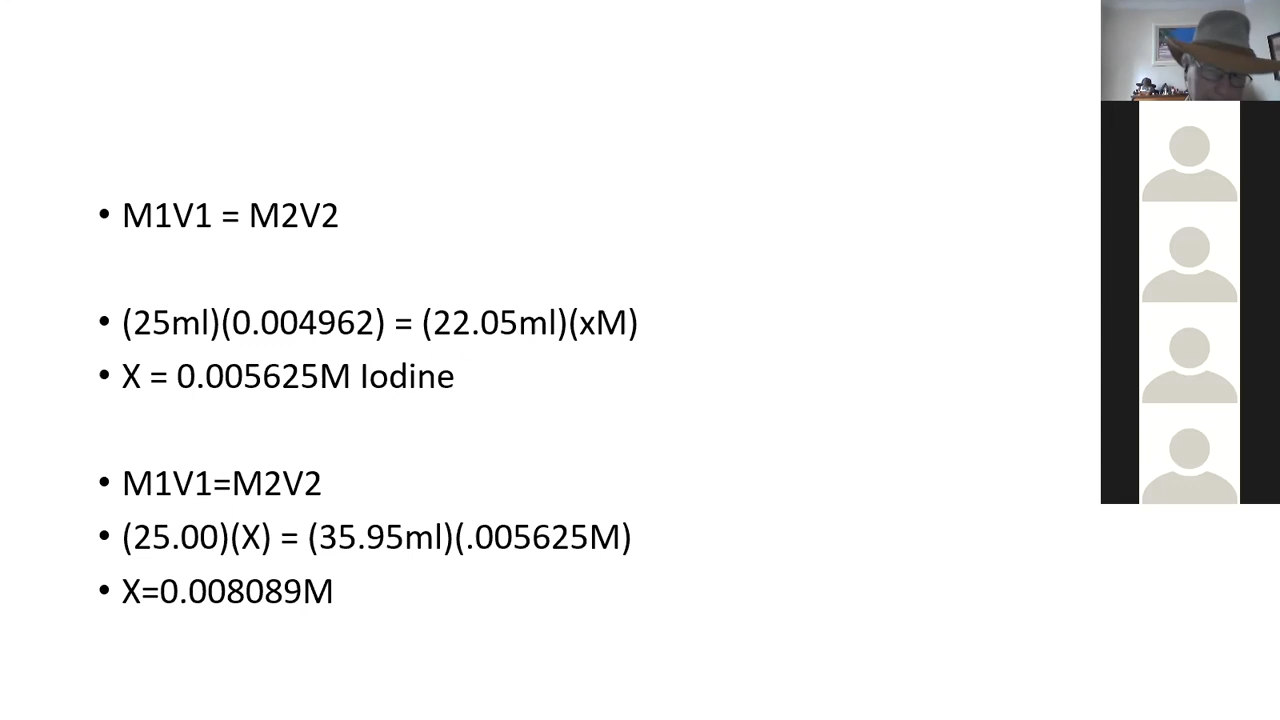 • M1V1 = M2V2
• (25ml)(0.004962) = (22.05ml)(xM)
• X = 0.005625M Iodine
• M1V1=M2V2
• (25.00)(X) = (35.95ml)(.005625M)
• X=0.008089M